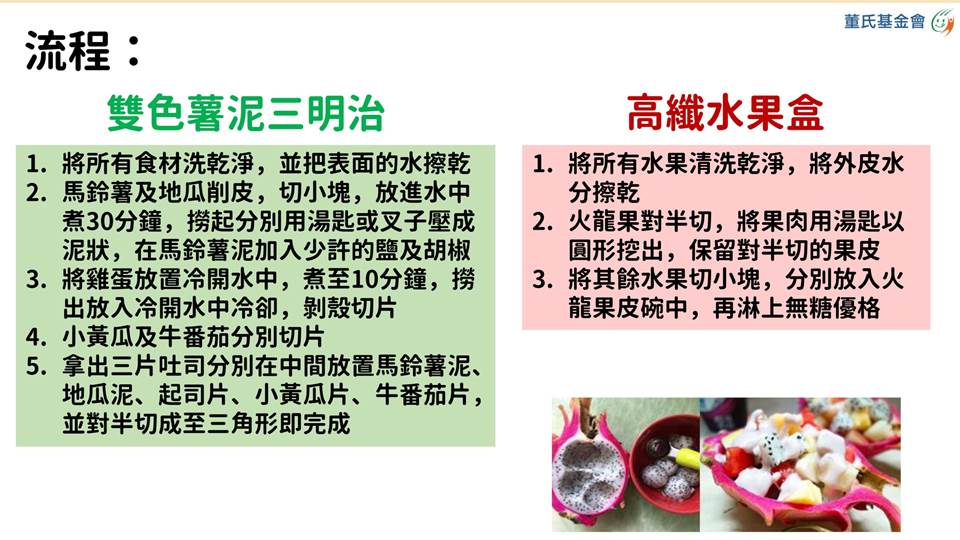 董氏基金會
流程：
雙色薯泥三明治
1. 將所有食材洗乾淨，並把表面的水擦乾
2. 馬鈴薯及地瓜削皮，切小塊，放進水中
煮30分鐘，撈起分別用湯匙或叉子壓成
泥狀，在馬鈴薯泥加入少許的鹽及胡椒
3. 將雞蛋放置冷開水中，煮至10分鐘，撈
出放入冷開水中冷卻，剝殼切片
4. 小黃瓜及牛番茄分別切片
5. 拿出三片吐司分別在中間放置馬鈴薯泥、
地瓜泥、起司片、小黃瓜片、牛番茄片，
並對半切成至三角形即完成
高纖水果盒
1. 將所有水果清洗乾淨，將外皮水
分擦乾
2. 火龍果對半切，將果肉用湯匙以
圓形挖出，保留對半切的果皮
3. 將其餘水果切小塊，分別放入火
龍果皮碗中，再淋上無糖優格